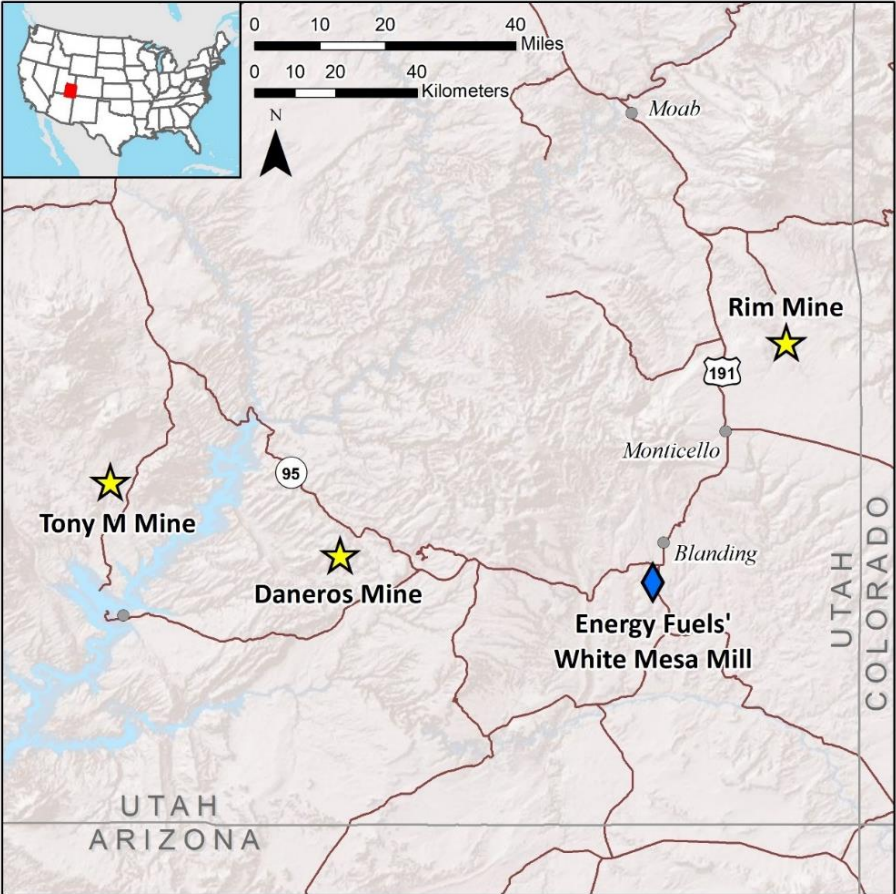 0 10 20 40
Miles
0 10 20 40
Kilometers
N
Moab
Rim Mine
191
Monticello
95
Tony M Mine
Blanding
Daneros Mine
Energy Fuels'
White Mesa Mill
UTAH
COLORADO
UTAH
ARIZONA